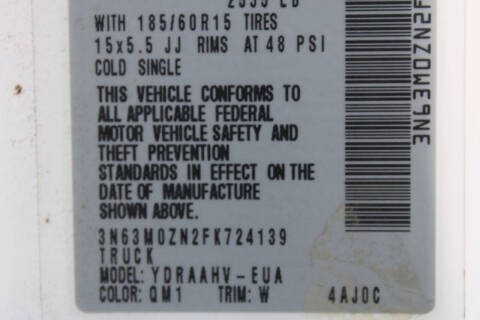 WITH 185/60R15 TIRES
15x5.5 JJ RIMS AT 48 PSI
COLD SINGLE
THIS VEHICLE CONFORMS TO
ALL APPLICABLE FEDERAL
MOTOR VEHICLE SAFETY AND
THEFT PREVENTION
STANDARDS IN EFFECT ON THE
DATE OF MANUFACTURE
SHOWN ABOVE.
3N63M0ZN2FK724139
TRUCK
MODEL: YDRAAHV-EUA
COLOR: QM1 TRIM: W 4AJ0C